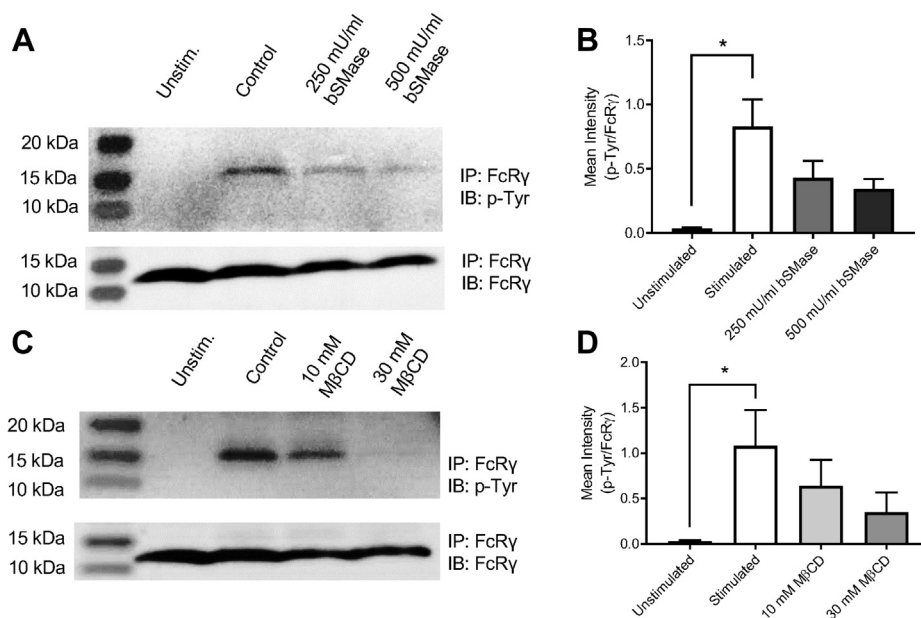 A
Unstim.
Control
250 mU/ml
bSMase
500 mU/ml
bSMase
20 kDa
15 kDa
10 kDa
IP: FcRγ
IB: p-Tyr
15 kDa
10 kDa
IP: FcRγ
IB: FcRγ
B
Mean Intensity
(p-Tyr/FcRγ)
1.5
1.0
0.5
0.0
*
Unstimulated
Stimulated
250 mU/ml bSMase
500 mU/ml bSMase
C
Unstim.
Control
10 mM
MβCD
30 mM
MβCD
20 kDa
15 kDa
10 kDa
IP: FcRγ
IB: p-Tyr
15 kDa
10 kDa
IP: FcRγ
IB: FcRγ
D
Mean Intensity
(p-Tyr/FcRγ)
2.0
1.5
1.0
0.5
0.0
*
Unstimulated
Stimulated
10 mM MβCD
30 mM MβCD